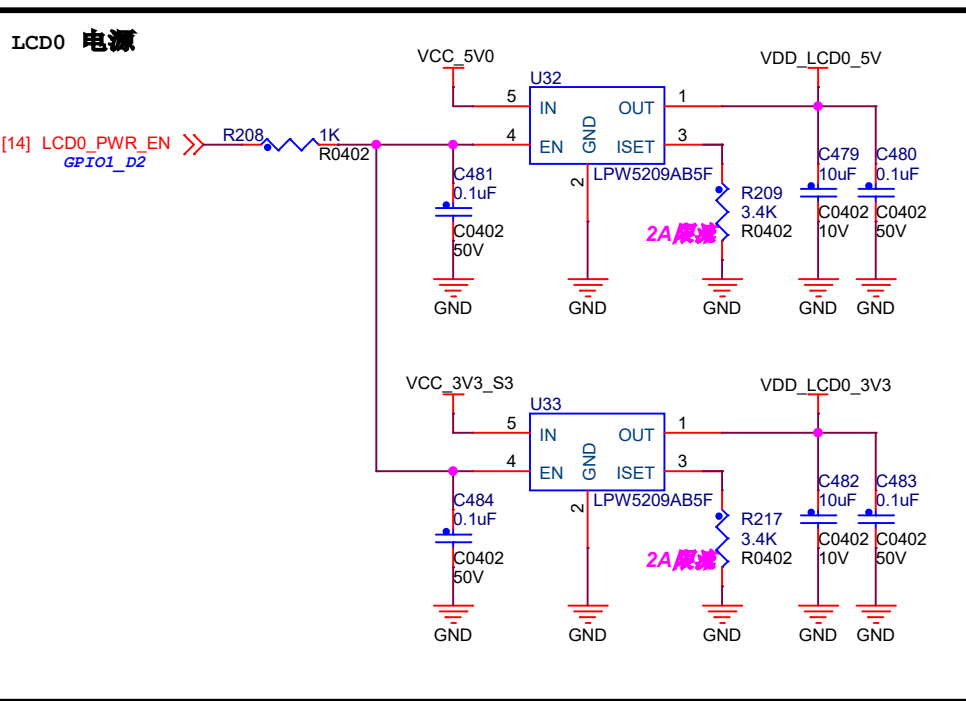 LCD0 电源
VCC_5V0
VDD_LCD0_5V
U32
5
IN
OUT
1
[14] LCD0_PWR_EN
GPIO1_D2
R208
1K
R0402
4
EN
GND
ISET
3
2
LPW5209AB5F
C481
0.1uF
C0402
50V
2A限流
R209
3.4K
R0402
C479
10uF
C0402
10V
C480
0.1uF
C0402
50V
GND
GND
GND
GND
GND
VCC_3V3_S3
VDD_LCD0_3V3
U33
5
IN
OUT
1
4
EN
GND
ISET
3
2
LPW5209AB5F
C484
0.1uF
C0402
50V
2A限流
R217
3.4K
R0402
C482
10uF
C0402
10V
C483
0.1uF
C0402
50V
GND
GND
GND
GND
GND